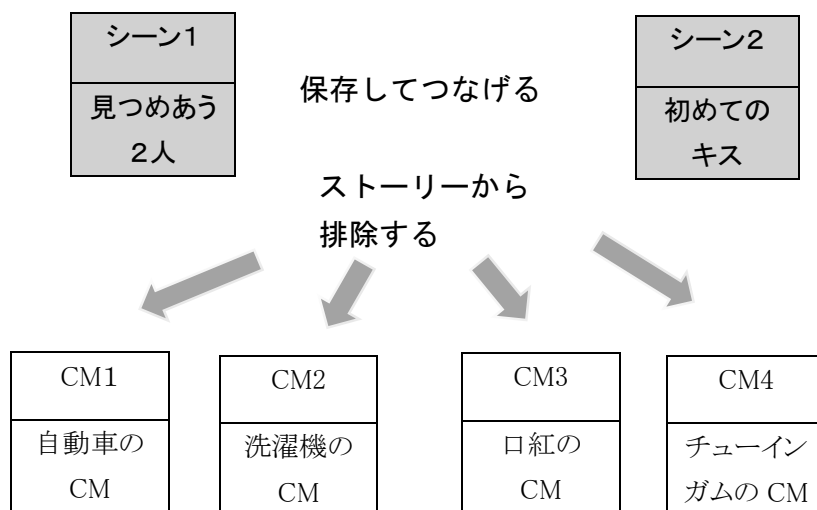 シーン1
見つめあう
2人
保存してつなげる
シーン2
初めての
キス
ストーリーから
排除する
CM1
自動車の
CM
CM2
洗濯機の
CM
CM3
口紅の
CM
CM4
チューイン
ガムの CM